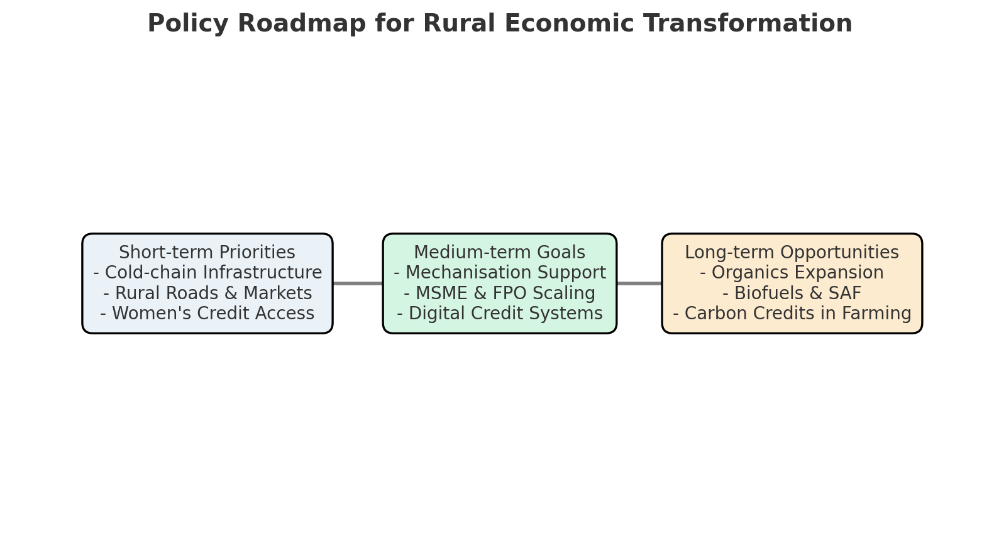 Policy Roadmap for Rural Economic Transformation
Short-term Priorities
- Cold-chain Infrastructure
- Rural Roads & Markets
- Women's Credit Access
Medium-term Goals
- Mechanisation Support
- MSME & FPO Scaling
- Digital Credit Systems
Long-term Opportunities
- Organics Expansion
- Biofuels & SAF
- Carbon Credits in Farming